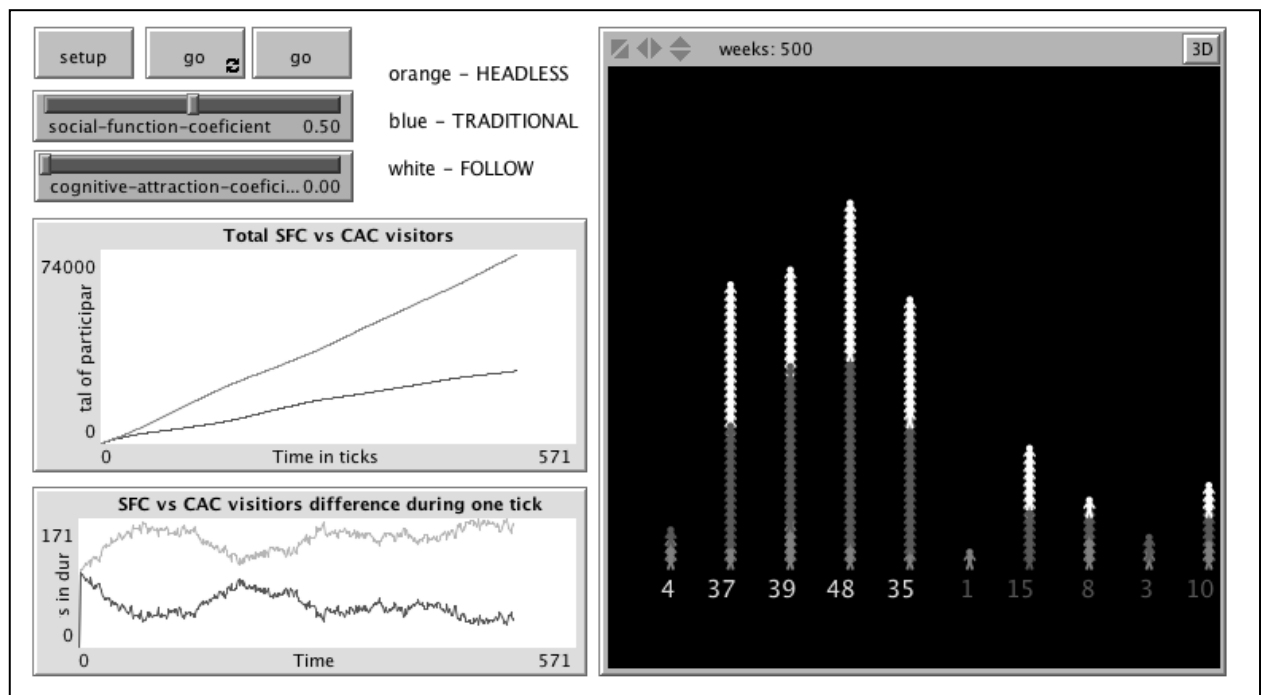 setup
go
go
orange – HEADLESS
blue – TRADITIONAL
white – FOLLOW
social-function-coeficient 0.50
cognitive-attraction-coefici... 0.00
Total SFC vs CAC visitors
74000
tal of participar
0
0
Time in ticks
571
SFC vs CAC visitiors difference during one tick
171
s in dur
0
0
Time
571
weeks: 500
3D
4 37 39 48 35 1 15 8 3 10